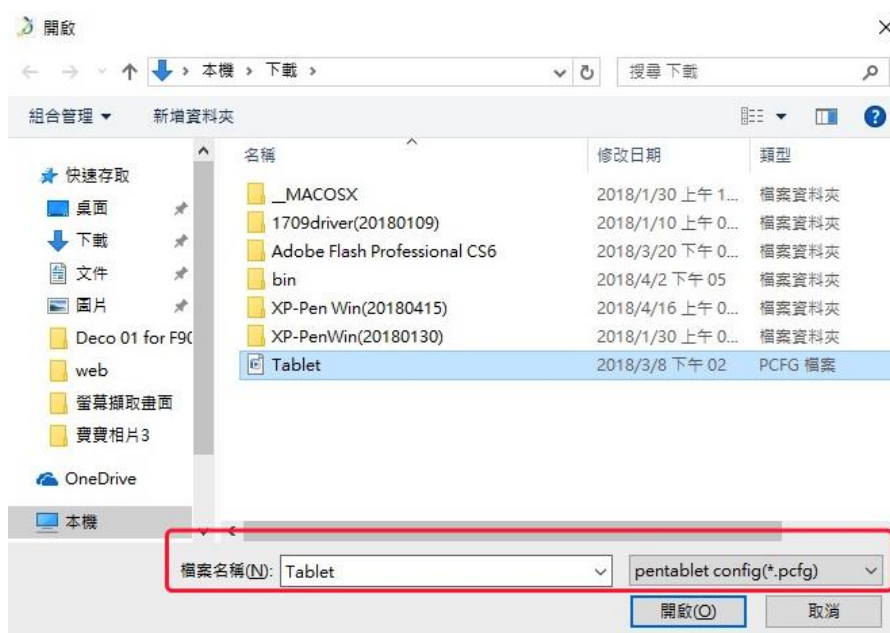 開啟
本機 › 下載 ›
搜尋 下載
組合管理 新增資料夾
名稱 修改日期 類型
快速存取
桌面
下載
文件
圖片
Deco 01 for F90
web
螢幕擷取畫面
寶寶相片3
OneDrive
本機
__MACOSX 2018/1/30 上午 1... 檔案資料夾
1709driver(20180109) 2018/1/10 上午 0... 檔案資料夾
Adobe Flash Professional CS6 2018/3/20 下午 0... 檔案資料夾
bin 2018/4/2 下午 05 檔案資料夾
XP-Pen Win(20180415) 2018/4/16 上午 0... 檔案資料夾
XP-PenWin(20180130) 2018/1/30 上午 0... 檔案資料夾
Tablet 2018/3/8 下午 02 PCFG 檔案
檔案名稱(N): Tablet pentablet config(*.pcfg)
開啟(O) 取消